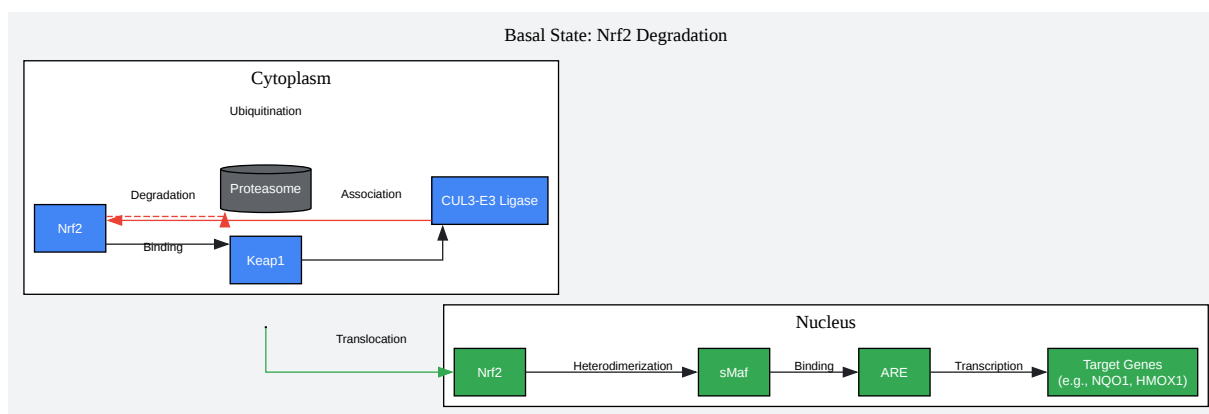 Basal State: Nrf2 Degradation
Cytoplasm
Ubiquitination
Degradation
Proteasome
Association
CUL3-E3 Ligase
Nrf2
Binding
Keap1
Translocation
Nucleus
Nrf2
Heterodimerization
sMaf
Binding
ARE
Transcription
Target Genes
(e.g., NQO1, HMOX1)